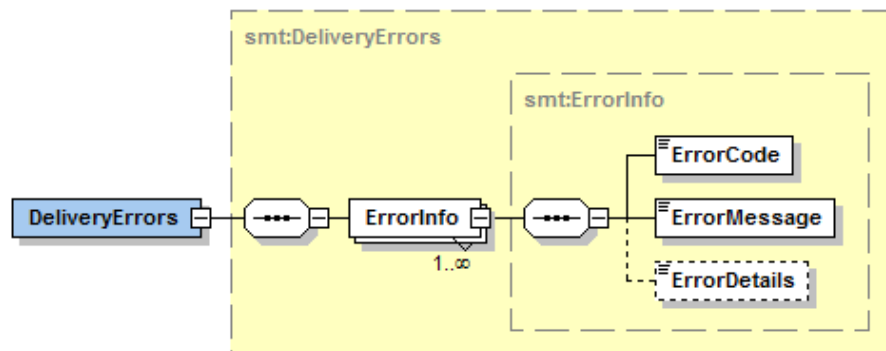 smt:DeliveryErrors
smt:ErrorInfo
ErrorCode
DeliveryErrors
ErrorInfo
ErrorMessage
1..∞
ErrorDetails